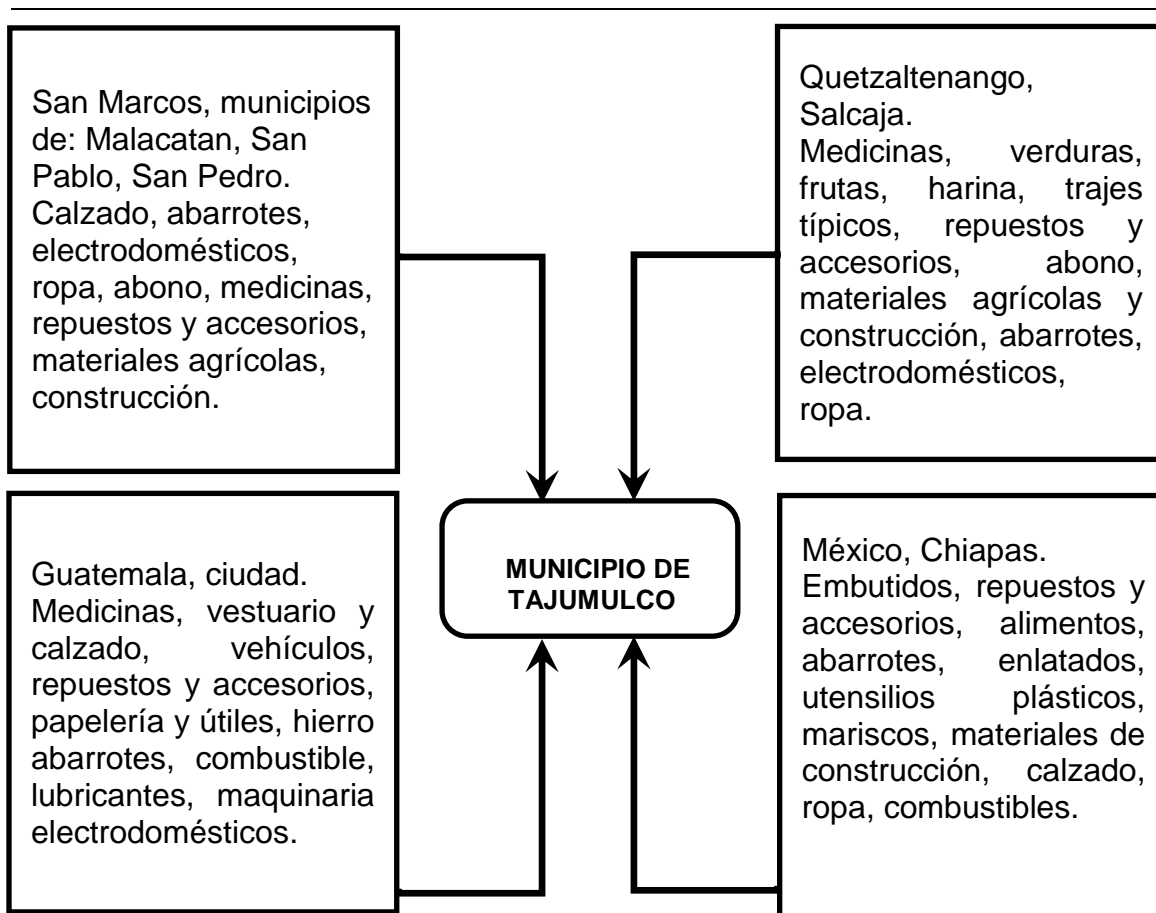 San Marcos, municipios
de: Malacatan, San
Pablo, San Pedro.
Calzado, abarrotes,
electrodomésticos,
ropa, abono, medicinas,
repuestos y accesorios,
materiales agrícolas,
construcción.
Quetzaltenango,
Salcaja.
Medicinas, verduras,
frutas, harina, trajes
típicos, repuestos y
accesorios, abono,
materiales agrícolas y
construcción, abarrotes,
electrodomésticos,
ropa.
MUNICIPIO DE
TAJUMULCO
Guatemala, ciudad.
Medicinas, vestuario y
calzado, vehículos,
repuestos y accesorios,
papelería y útiles, hierro
abarrotes, combustible,
lubricantes, maquinaria
electrodomésticos.
México, Chiapas.
Embutidos, repuestos y
accesorios, alimentos,
abarrotes, enlatados,
utensilios plásticos,
mariscos, materiales de
construcción, calzado,
ropa, combustibles.